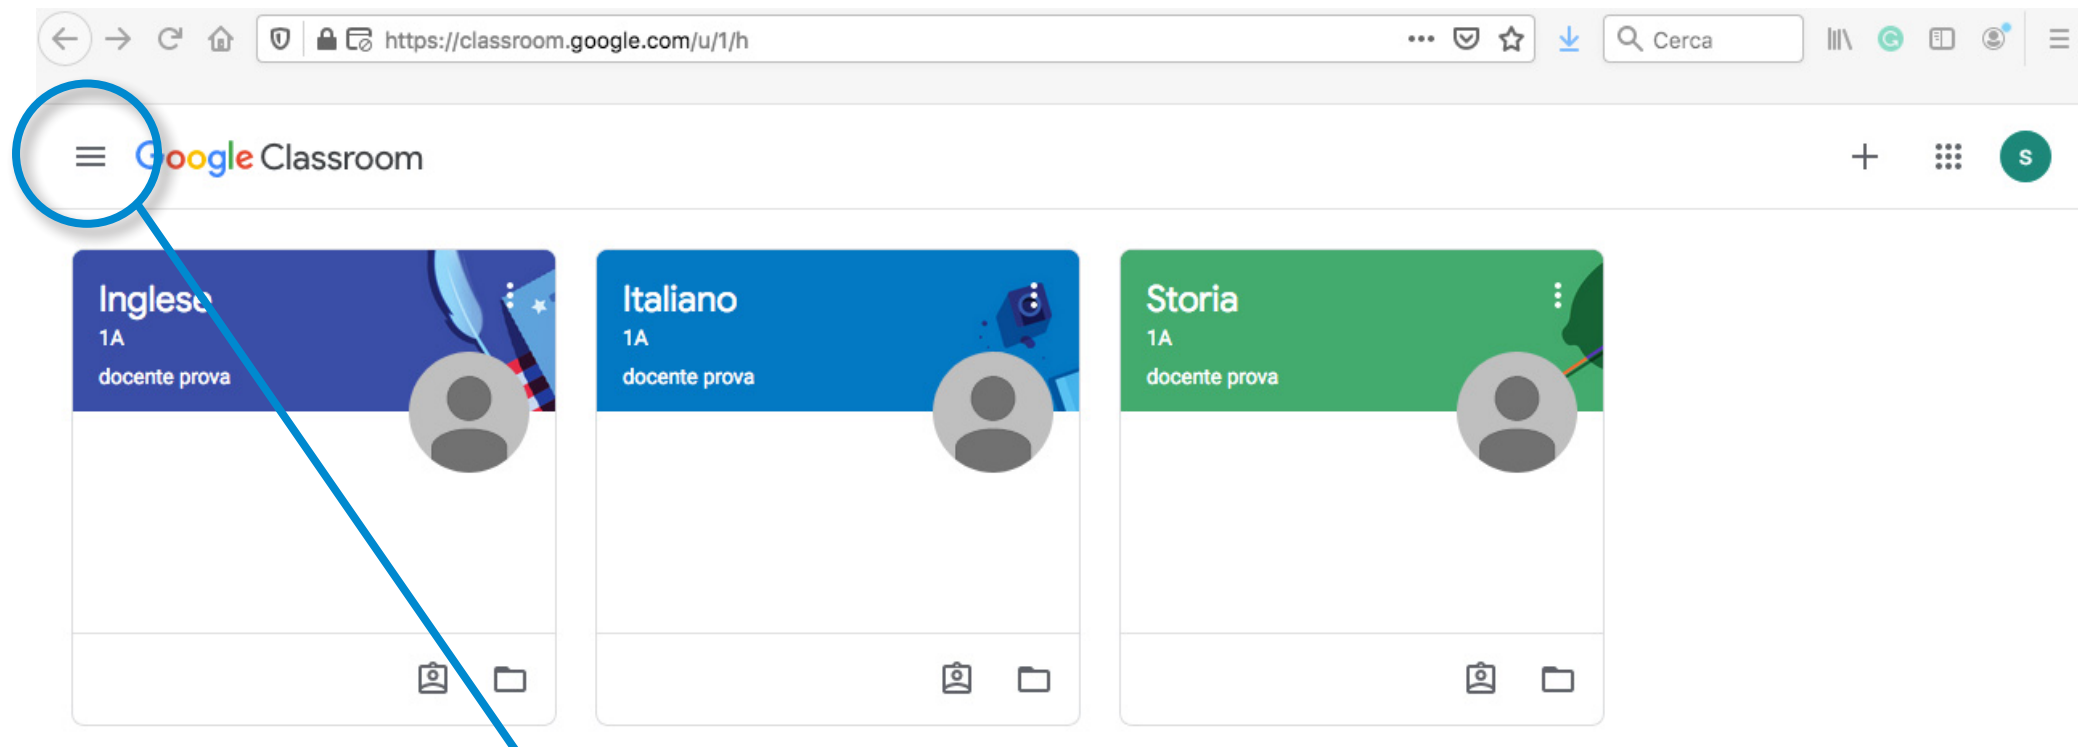 https://classroom.google.com/u/1/h
Cerca
Google Classroom
S
Inglese
1A
docente prova
Italiano
1A
docente prova
Storia
1A
docente prova